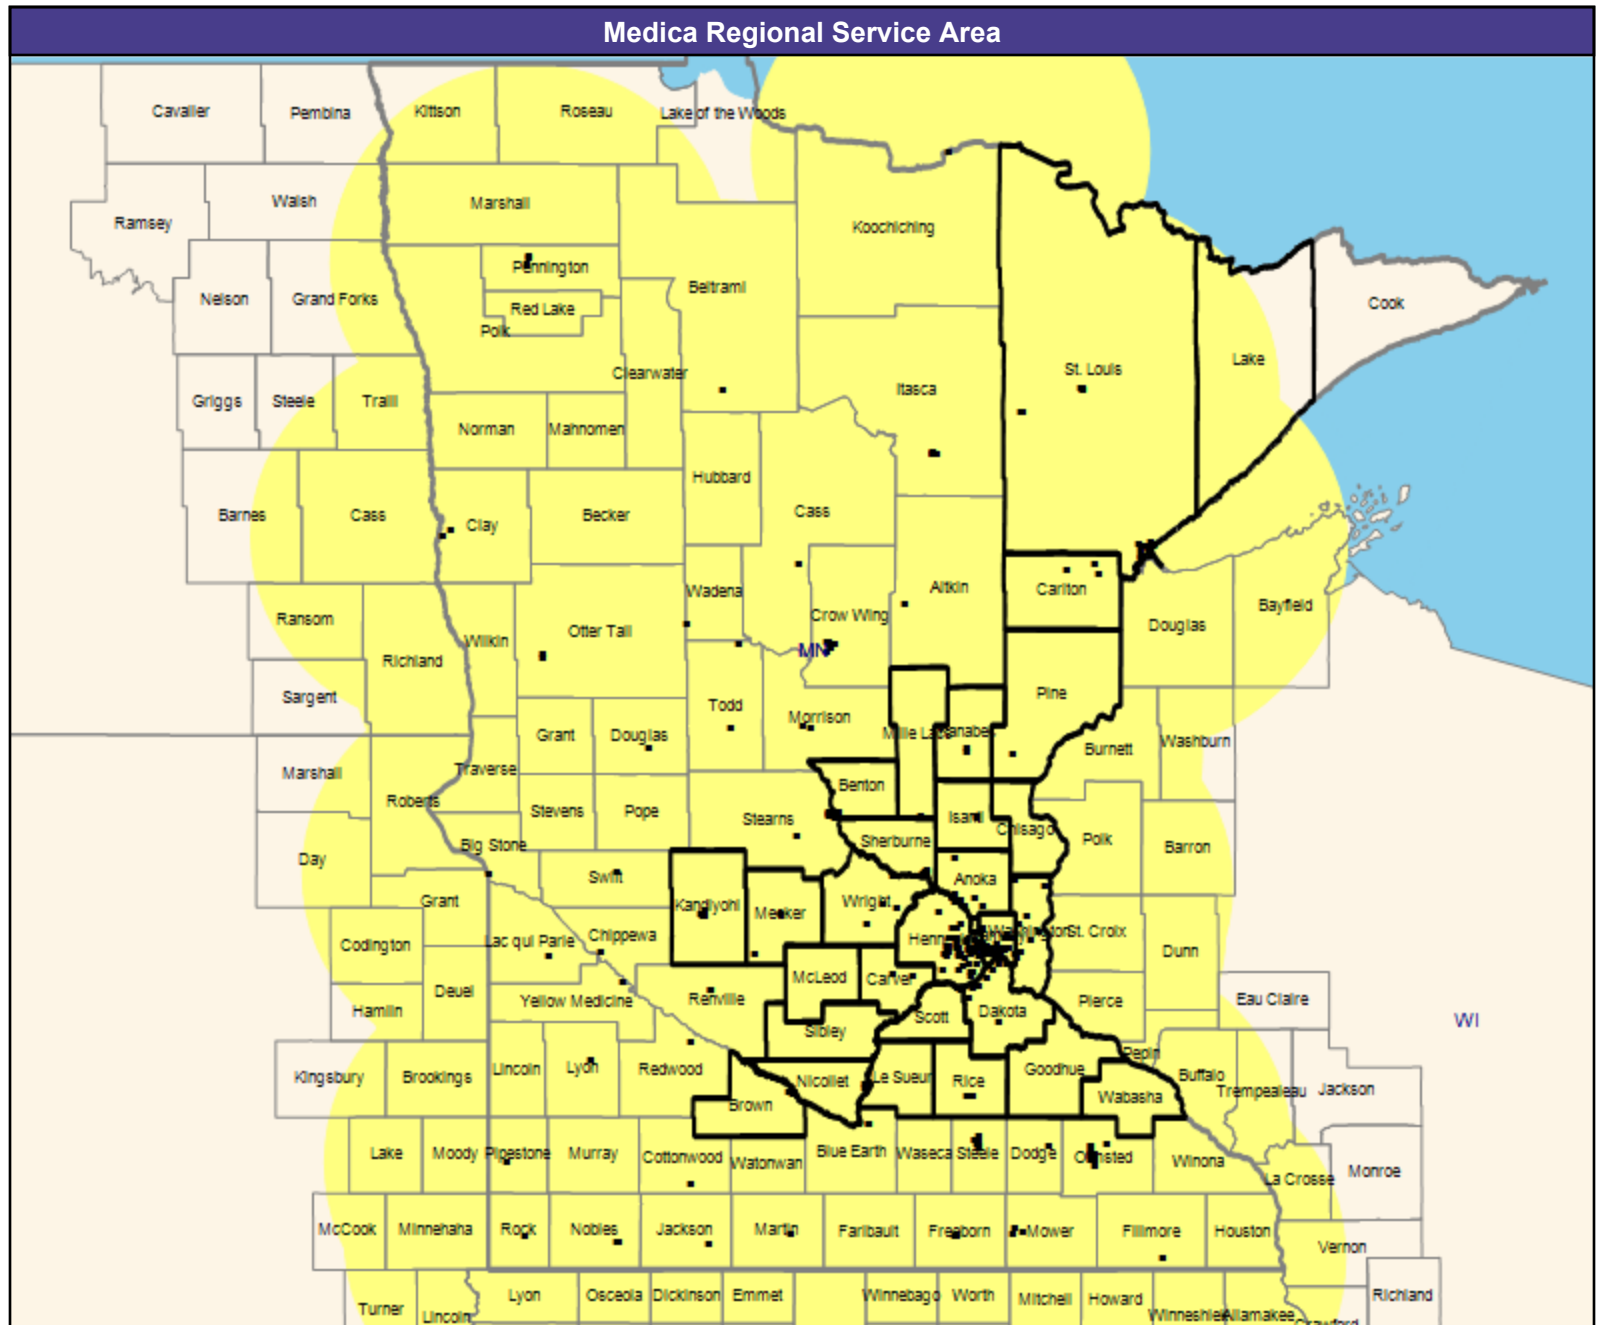 Medica Regional Service Area
Cavalier
Pembina
Kittson
Roseau
Lake of the Woods
Ramsey
Walsh
Marshall
Koochiching
Nelson
Grand Forks
Pennington
Red Lake
Polk
Beltrami
Cook
Griggs
Steele
Traill
Clearwater
Itasca
St. Louis
Lake
Norman
Mahnomen
Hubbard
Cass
Barnes
Cass
Clay
Becker
Ransom
Richland
Wilkin
Otter Tail
Wadena
Crow Wing
MN
Aitkin
Carlton
Douglas
Bayfield
Sargent
Grant
Douglas
Todd
Morrison
Mille Lacs
Kanabec
Pine
Burnett
Washburn
Marshall
Roberts
Traverse
Stevens
Pope
Stearns
Benton
Sherburne
Isanti
Chisago
Polk
Barron
Day
Big Stone
Swift
Kandiyohi
Meeker
Wright
Anoka
Grant
Codington
Lac qui Parle
Chippewa
Washington
St. Croix
Dunn
Hamlin
Deuel
Yellow Medicine
Renville
McLeod
Carver
Scott
Dakota
Pierce
Eau Claire
WI
Sibley
Kingsbury
Brookings
Lincoln
Lyon
Redwood
Brown
Nicollet
Le Sueur
Rice
Goodhue
Wabasha
Pepin
Buffalo
Trempealeau
Jackson
Lake
Moody
Pipestone
Murray
Cottonwood
Watonwan
Blue Earth
Waseca
Steele
Dodge
Olmsted
Winona
La Crosse
Monroe
McCook
Minnehaha
Rock
Nobles
Jackson
Martin
Faribault
Freeborn
Mower
Fillmore
Houston
Vernon
Turner
Lincoln
Lyon
Osceola
Dickinson
Emmet
Winnebago
Worth
Mitchell
Howard
Winneshiek
Allamakee
Crawford
Richland